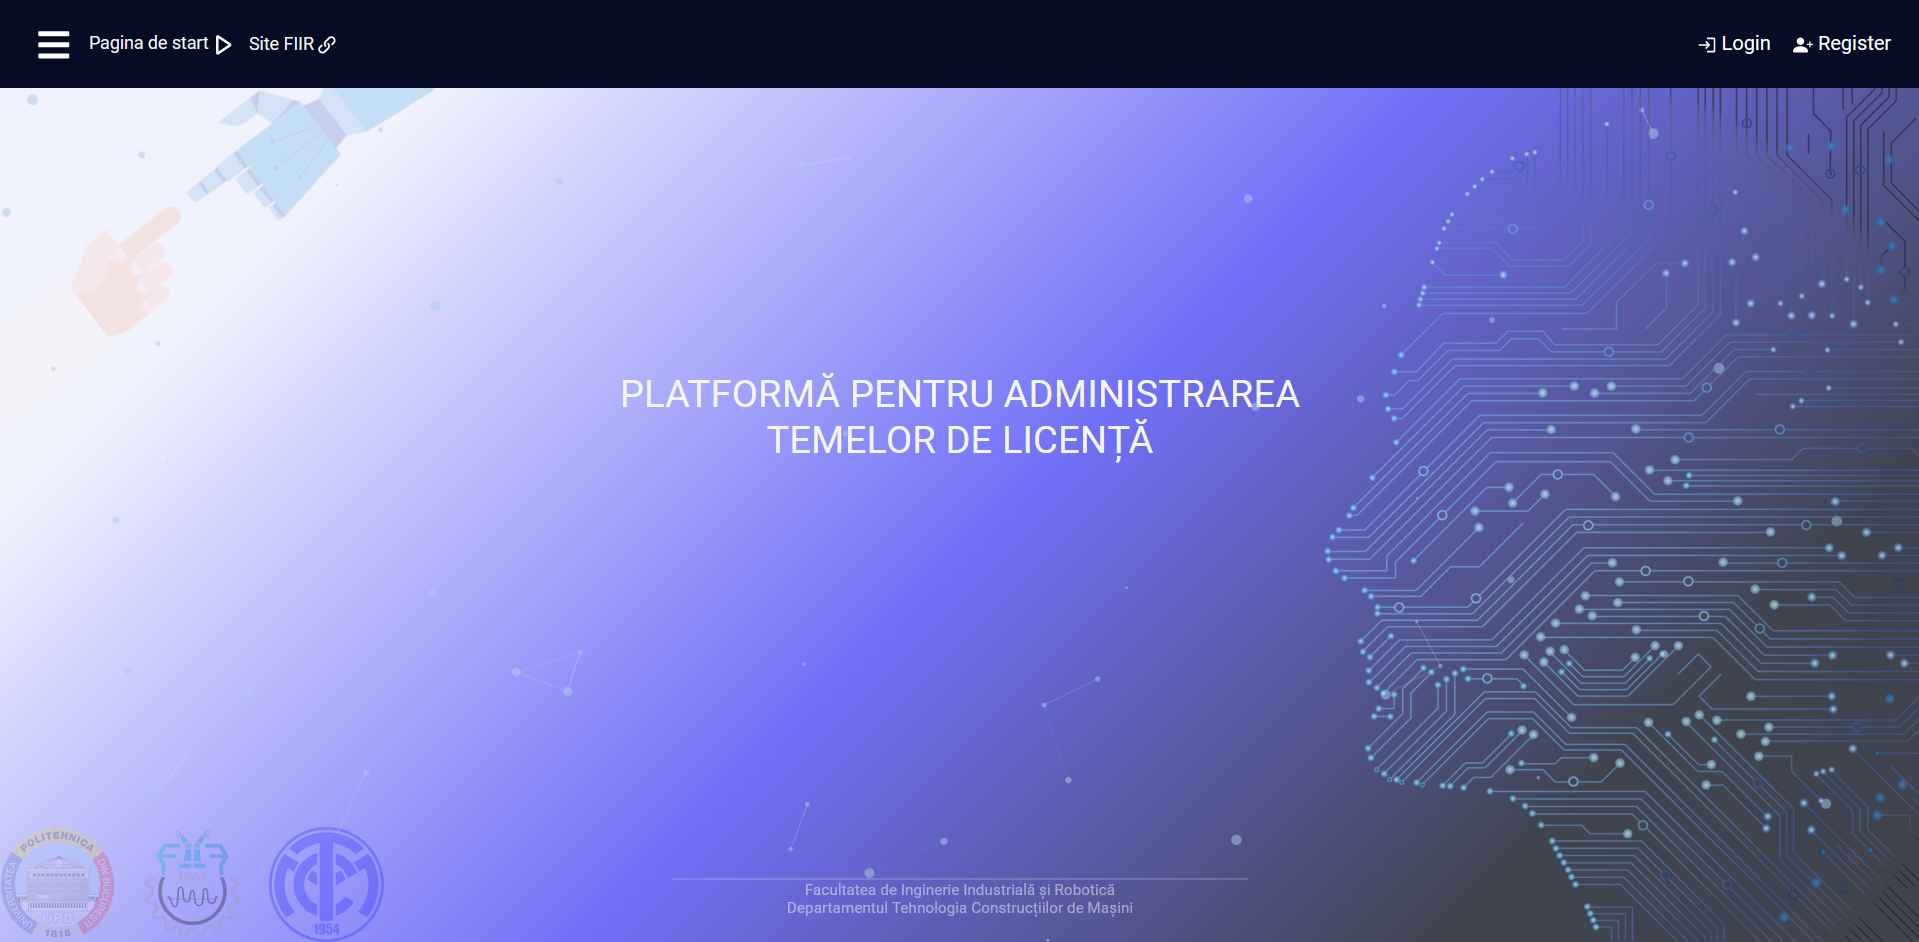 Pagina de start
Site FIIR
Login
Register
PLATFORMĂ PENTRU ADMINISTRAREA
TEMELOR DE LICENȚĂ
UNIVERSITATEA POLITEHNICA DIN BUCUREȘTI
UPB
1818
1961
1954
Facultatea de Inginerie Industrială și Robotică
Departamentul Tehnologia Construcțiilor de Mașini